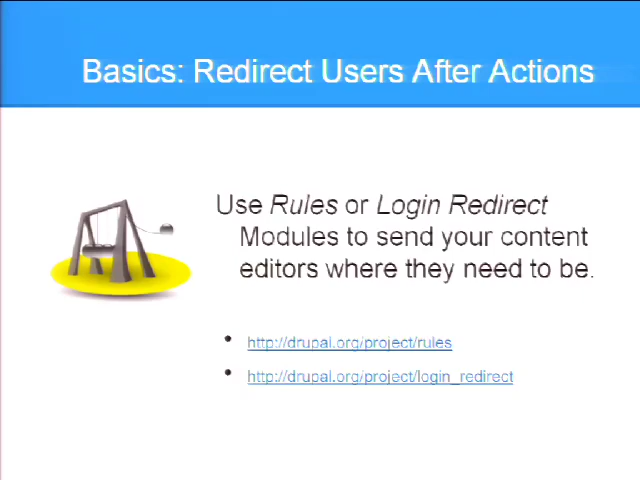 Basics: Redirect Users After Actions
Use Rules or Login Redirect
Modules to send your content
editors where they need to be.
• http://drupal.org/project/rules
• http://drupal.org/project/login_redirect